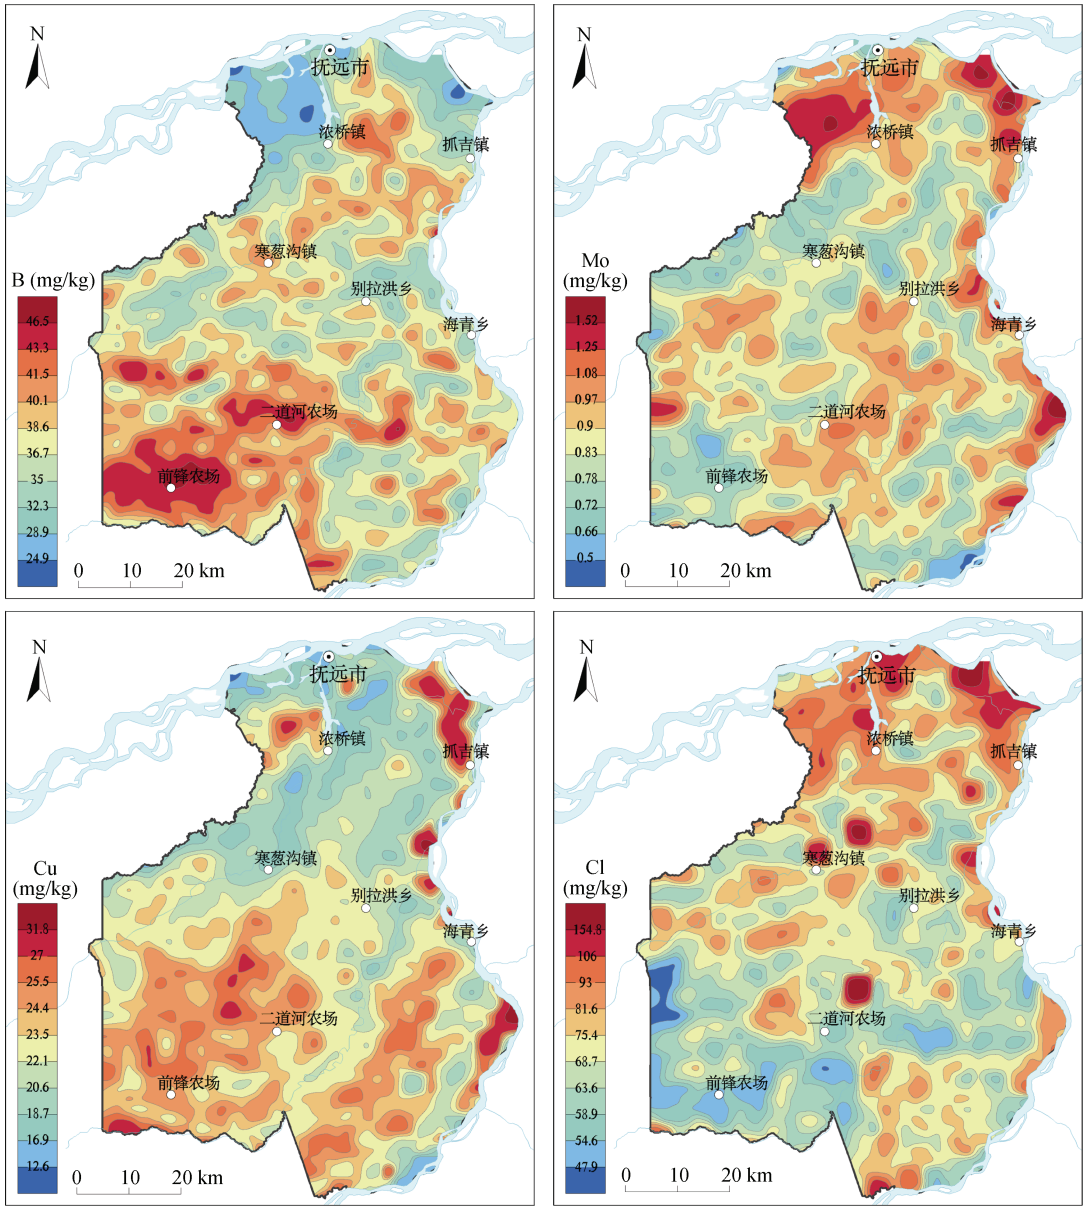 N
抚远市
浓桥镇
抓吉镇
寒葱沟镇
别拉洪乡
海青乡
二道河农场
前锋农场
B (mg/kg)
46.5
43.3
41.5
40.1
38.6
36.7
35
32.3
28.9
24.9
0 10 20 km
N
抚远市
浓桥镇
抓吉镇
寒葱沟镇
别拉洪乡
海青乡
二道河农场
前锋农场
Mo
(mg/kg)
1.52
1.25
1.08
0.97
0.9
0.83
0.78
0.72
0.66
0.5
0 10 20 km
N
抚远市
浓桥镇
抓吉镇
寒葱沟镇
别拉洪乡
海青乡
二道河农场
前锋农场
Cu
(mg/kg)
31.8
27
25.5
24.4
23.5
22.1
20.6
18.7
16.9
12.6
0 10 20 km
N
抚远市
浓桥镇
抓吉镇
寒葱沟镇
别拉洪乡
海青乡
二道河农场
前锋农场
Cl
(mg/kg)
154.8
106
93
81.6
75.4
68.7
63.6
58.9
54.6
47.9
0 10 20 km